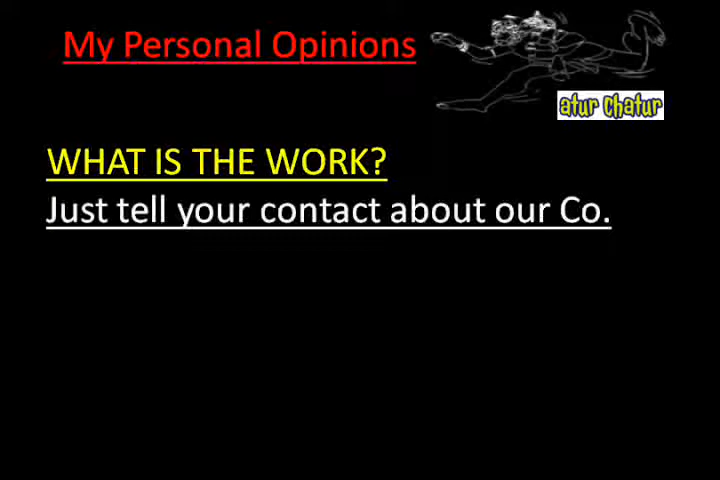 My Personal Opinions
atur chatur
WHAT IS THE WORK?
Just tell your contact about our Co.